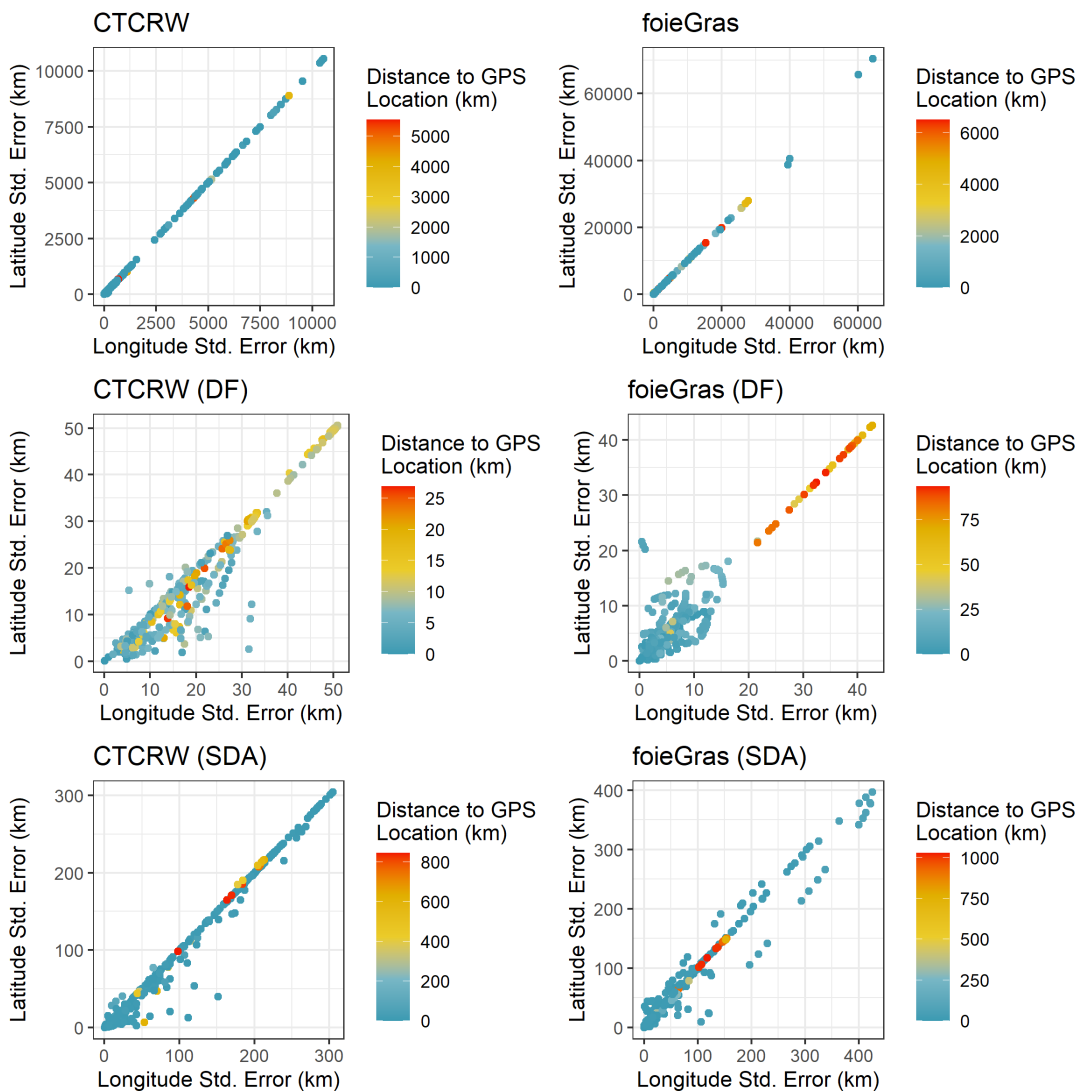 CTCRW
Latitude Std. Error (km)
10000
7500
5000
2500
0
0 2500 5000 7500 10000
Longitude Std. Error (km)
Distance to GPS
Location (km)
5000
4000
3000
2000
1000
0
foieGras
Latitude Std. Error (km)
60000
40000
20000
0
0 20000 40000 60000
Longitude Std. Error (km)
Distance to GPS
Location (km)
6000
4000
2000
0
CTCRW (DF)
Latitude Std. Error (km)
50
40
30
20
10
0
0 10 20 30 40 50
Longitude Std. Error (km)
Distance to GPS
Location (km)
25
20
15
10
5
0
foieGras (DF)
Latitude Std. Error (km)
40
30
20
10
0
0 10 20 30 40
Longitude Std. Error (km)
Distance to GPS
Location (km)
75
50
25
0
CTCRW (SDA)
Latitude Std. Error (km)
300
200
100
0
0 100 200 300
Longitude Std. Error (km)
Distance to GPS
Location (km)
800
600
400
200
0
foieGras (SDA)
Latitude Std. Error (km)
400
300
200
100
0
0 100 200 300 400
Longitude Std. Error (km)
Distance to GPS
Location (km)
1000
750
500
250
0